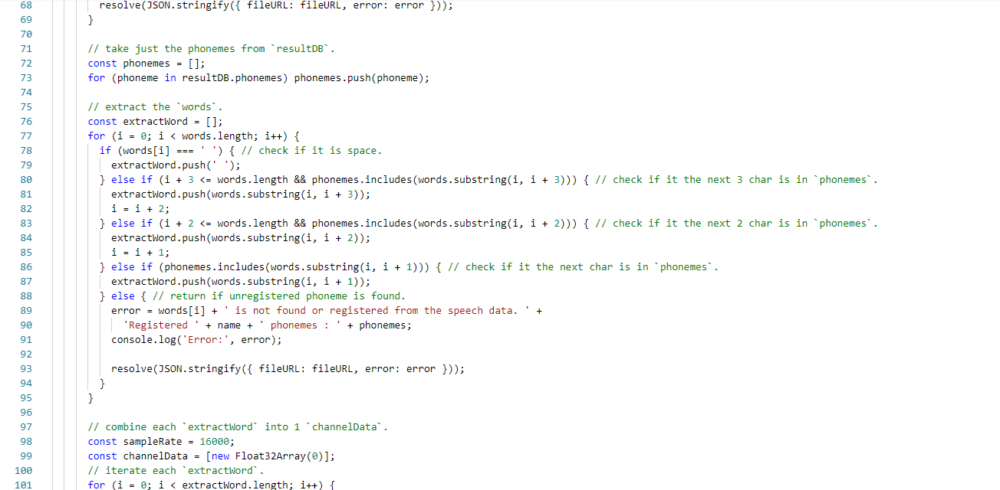 68 resolve(JSON.stringify({ fileURL: fileURL, error: error }));
69 }
70
71 // take just the phonemes from `resultDB`.
72 const phonemes = [];
73 for (phoneme in resultDB.phonemes) phonemes.push(phoneme);
74
75 // extract the `words`.
76 const extractWord = [];
77 for (i = 0; i < words.length; i++) {
78 if (words[i] === ' ') { // check if it is space.
79 extractWord.push(' ');
80 } else if (i + 3 <= words.length && phonemes.includes(words.substring(i, i + 3))) { // check if it the next 3 char is in `phonemes`.
81 extractWord.push(words.substring(i, i + 3));
82 i = i + 2;
83 } else if (i + 2 <= words.length && phonemes.includes(words.substring(i, i + 2))) { // check if it the next 2 char is in `phonemes`.
84 extractWord.push(words.substring(i, i + 2));
85 i = i + 1;
86 } else if (phonemes.includes(words.substring(i, i + 1))) { // check if it the next char is in `phonemes`.
87 extractWord.push(words.substring(i, i + 1));
88 } else { // return if unregistered phoneme is found.
89 error = words[i] + ' is not found or registered from the speech data. ' +
90 'Registered ' + name + ' phonemes : ' + phonemes;
91 console.log('Error:', error);
92
93 resolve(JSON.stringify({ fileURL: fileURL, error: error }));
94 }
95 }
96
97 // combine each `extractWord` into 1 `channelData`.
98 const sampleRate = 16000;
99 const channelData = [new Float32Array(0)];
100 // iterate each `extractWord`.
101 for (i = 0; i < extractWord.length; i++) {